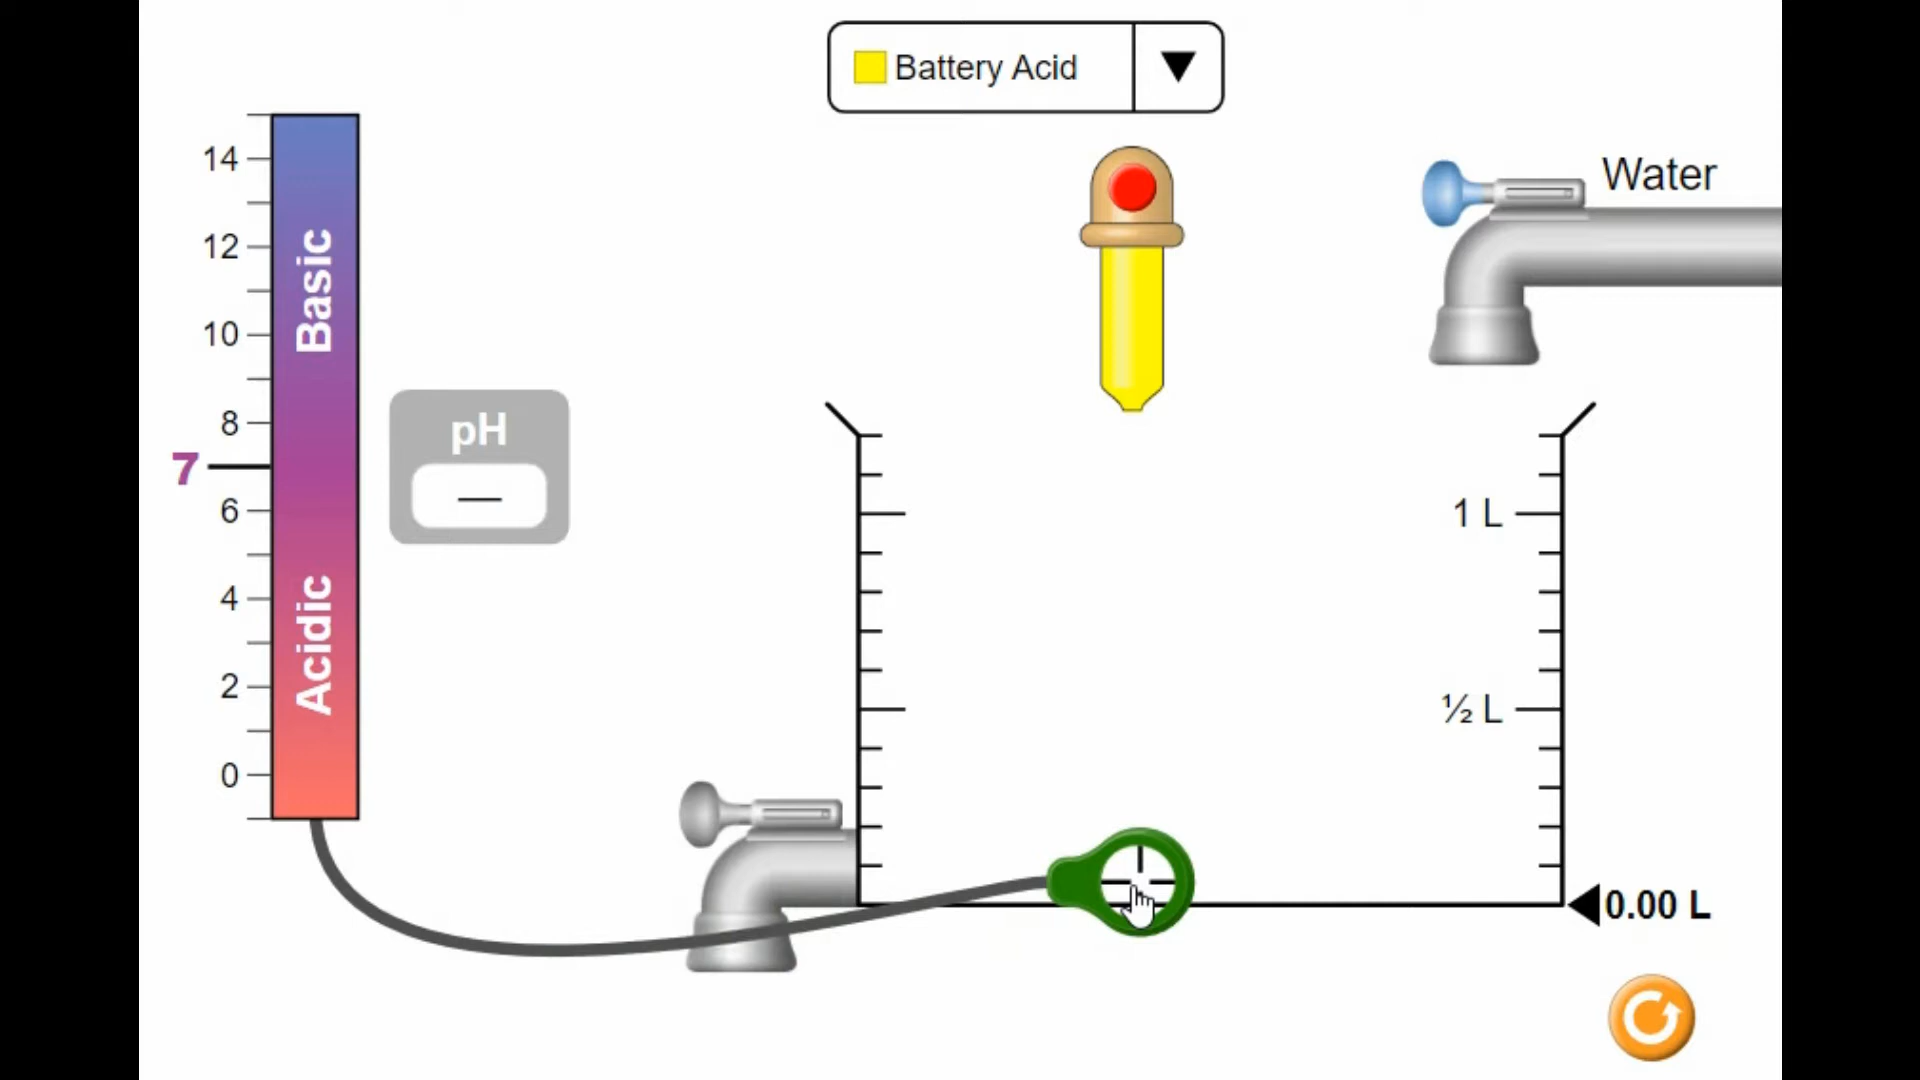 Battery Acid
Water
14
12
10
8
7
6
4
2
0
Basic
Acidic
pH
—
1 L
½ L
0.00 L